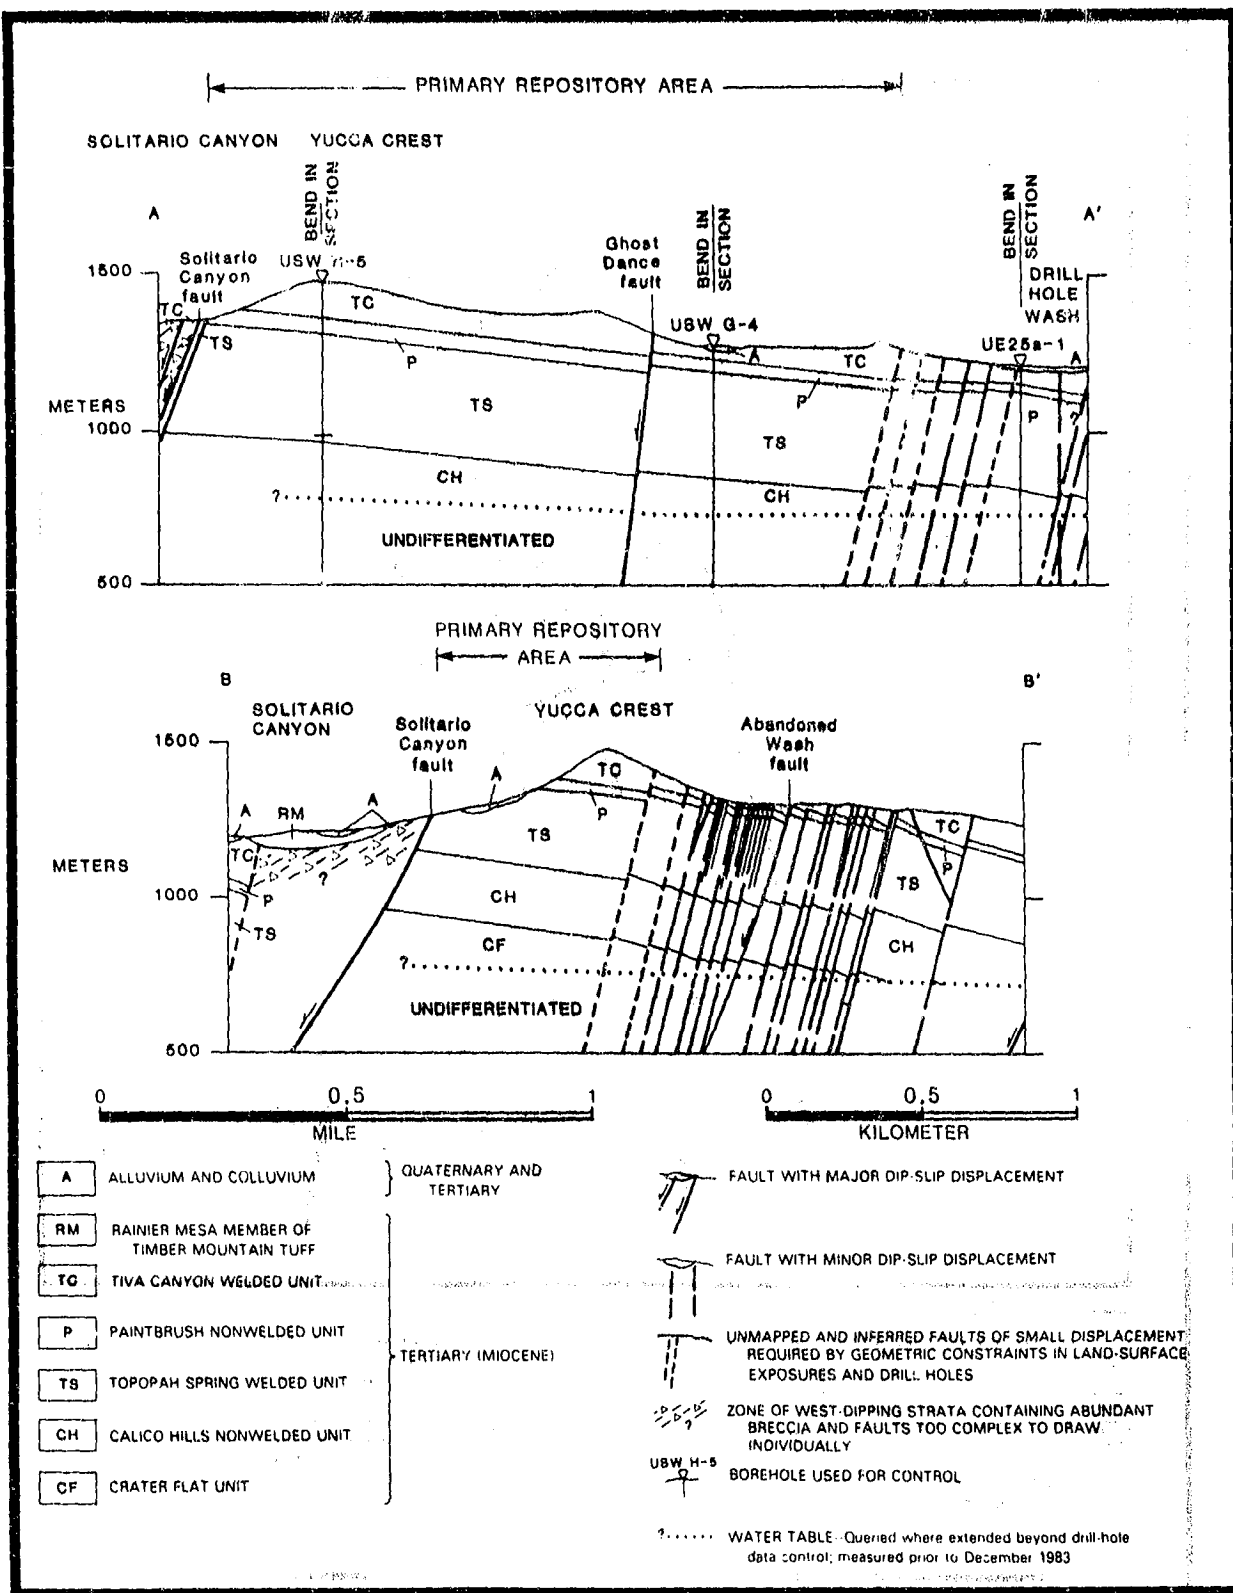 PRIMARY REPOSITORY AREA
SOLITARIO CANYON YUCCA CREST
A
BEND IN
SECTION
Solitario
Canyon
fault
USW H-5
Ghost
Dance
fault
BEND IN
SECTION
USW G-4
BEND IN
SECTION
A'
DRILL
HOLE
WASH
UE25a-1
1500
METERS
1000
500
TC
TS
TC
P
TS
CH
?
UNDIFFERENTIATED
A
TC
P
TS
CH
A
P
?
PRIMARY REPOSITORY
AREA
B
B'
SOLITARIO
CANYON
Solitario
Canyon
fault
YUCCA CREST
Abandoned
Wash
fault
1500
METERS
1000
500
A
RM
A
A
TC
P
TS
?
TC
P
TS
CH
CF
?
UNDIFFERENTIATED
TC
P
TS
CH
0 0.5 1
MILE
0 0.5 1
KILOMETER
A ALLUVIUM AND COLLUVIUM
QUATERNARY AND
TERTIARY
RM RAINIER MESA MEMBER OF
TIMBER MOUNTAIN TUFF
TC TIVA CANYON WELDED UNIT
P PAINTBRUSH NONWELDED UNIT
TERTIARY (MIOCENE)
TS TOPOPAH SPRING WELDED UNIT
CH CALICO HILLS NONWELDED UNIT
CF CRATER FLAT UNIT
FAULT WITH MAJOR DIP-SLIP DISPLACEMENT
FAULT WITH MINOR DIP-SLIP DISPLACEMENT
UNMAPPED AND INFERRED FAULTS OF SMALL DISPLACEMENT
REQUIRED BY GEOMETRIC CONSTRAINTS IN LAND-SURFACE
EXPOSURES AND DRILL HOLES
?
ZONE OF WEST-DIPPING STRATA CONTAINING ABUNDANT
BRECCIA AND FAULTS TOO COMPLEX TO DRAW
INDIVIDUALLY
USW H-5
BOREHOLE USED FOR CONTROL
?...... WATER TABLE--Queried where extended beyond drill-hole
data control; measured prior to December 1983